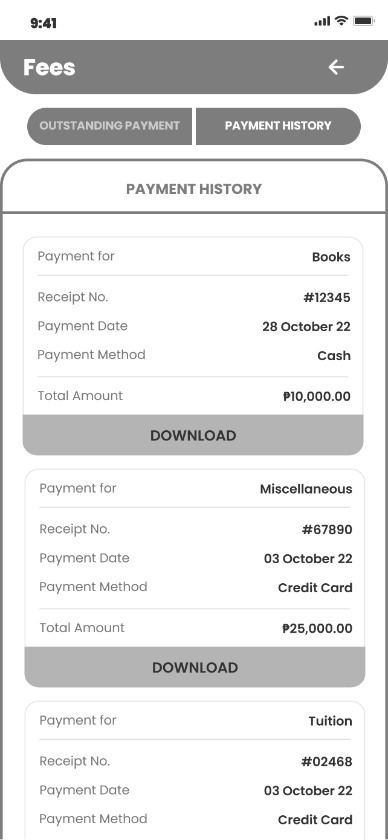 9:41
Fees
OUTSTANDING PAYMENT PAYMENT HISTORY
PAYMENT HISTORY
Payment for Books
Receipt No. #12345
Payment Date 28 October 22
Payment Method Cash
Total Amount ₱10,000.00
DOWNLOAD
Payment for Miscellaneous
Receipt No. #67890
Payment Date 03 October 22
Payment Method Credit Card
Total Amount ₱25,000.00
DOWNLOAD
Payment for Tuition
Receipt No. #02468
Payment Date 03 October 22
Payment Method Credit Card